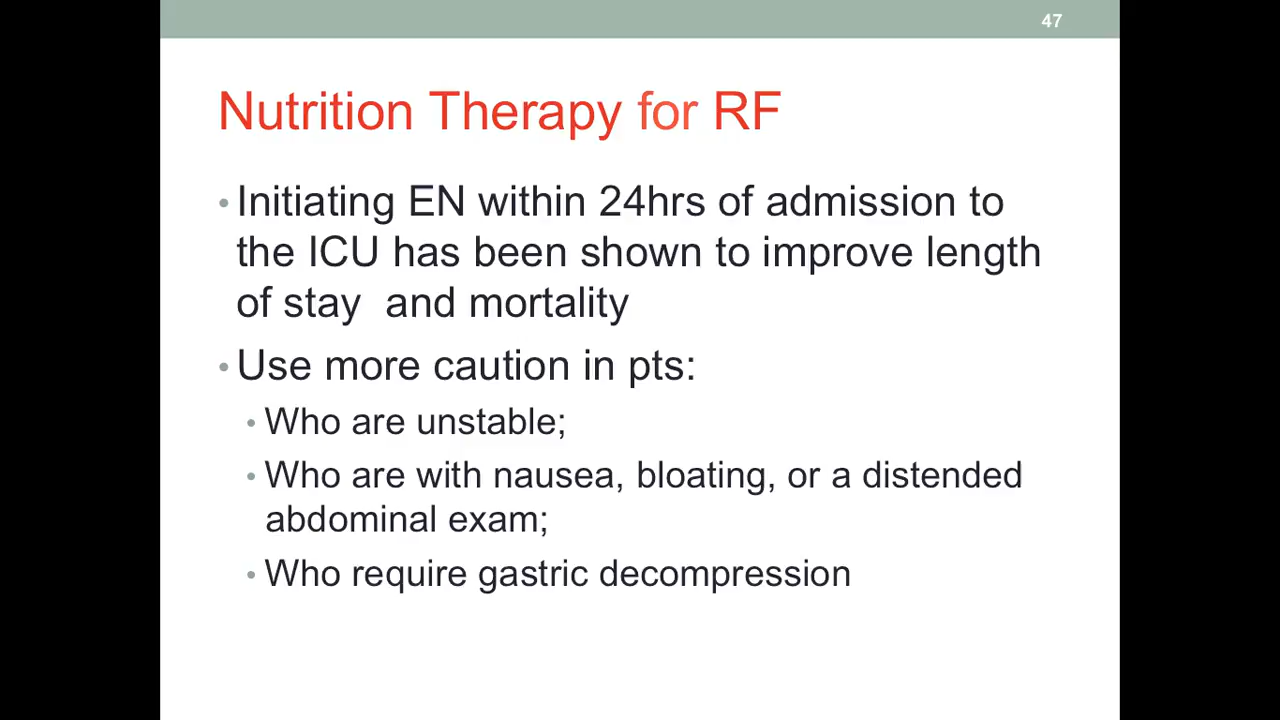 47
Nutrition Therapy for RF
• Initiating EN within 24hrs of admission to
the ICU has been shown to improve length
of stay  and mortality
• Use more caution in pts:
• Who are unstable;
• Who are with nausea, bloating, or a distended
abdominal exam;
• Who require gastric decompression